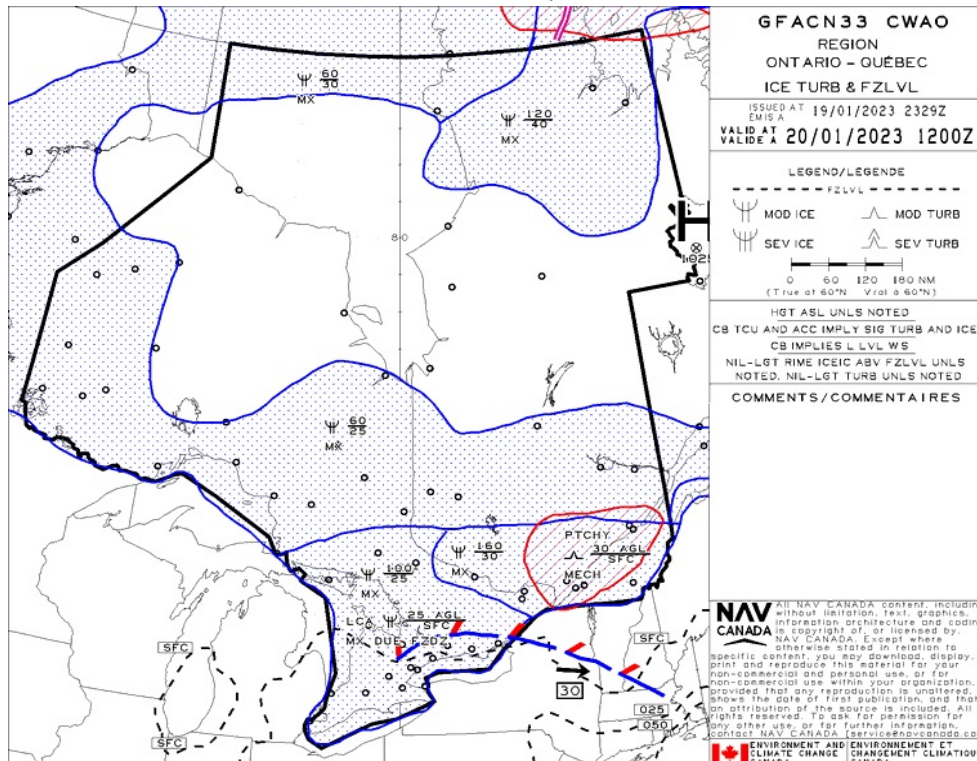 GFACN33 CWAO
REGION
ONTARIO - QUÉBEC
ICE TURB & FZLVL
ISSUED AT
ÉMIS A
19/01/2023 2329Z
VALID AT
VALIDE A
20/01/2023 1200Z
LEGEND/LÉGENDE
FZLVL
MOD ICE
MOD TURB
SEV ICE
SEV TURB
0 60 120 180 NM
(True at 60°N Vrai à 60°N)
HGT ASL UNLS NOTED
CB TCU AND ACC IMPLY SIG TURB AND ICE
CB IMPLIES L LVL WS
NIL-LGT RIME ICEIC ABV FZLVL UNLS
NOTED. NIL-LGT TURB UNLS NOTED
COMMENTS/COMMENTAIRES
60
30
MX
120
40
MX
80
H
1025
60
25
MX
160
30
MX
100
25
MX
PTCHY
30 AGL
SFC
MECH
LCA
25 AGL
SFC
MX DUE FZDZ
SFC
SFC
SFC
30
025
050
NAV
CANADA
All NAV CANADA content, includin
without limitation, text, graphics,
information architecture and codin
is copyright of, or licensed by,
NAV CANADA. Except where
otherwise stated in relation to
specific content, you may download, display,
print and reproduce this material for your
non-commercial and personal use, or for
non-commercial use within your organization,
provided that any reproduction is unaltered,
shows the date of first publication, and that
an attribution of the source is included. All
rights reserved. To ask for permission for
any other use, or for further information,
contact NAV CANADA [service@navcanada.co
ENVIRONMENT AND
CLIMATE CHANGE
CANADA
ENVIRONNEMENT ET
CHANGEMENT CLIMATIQU
CANADA